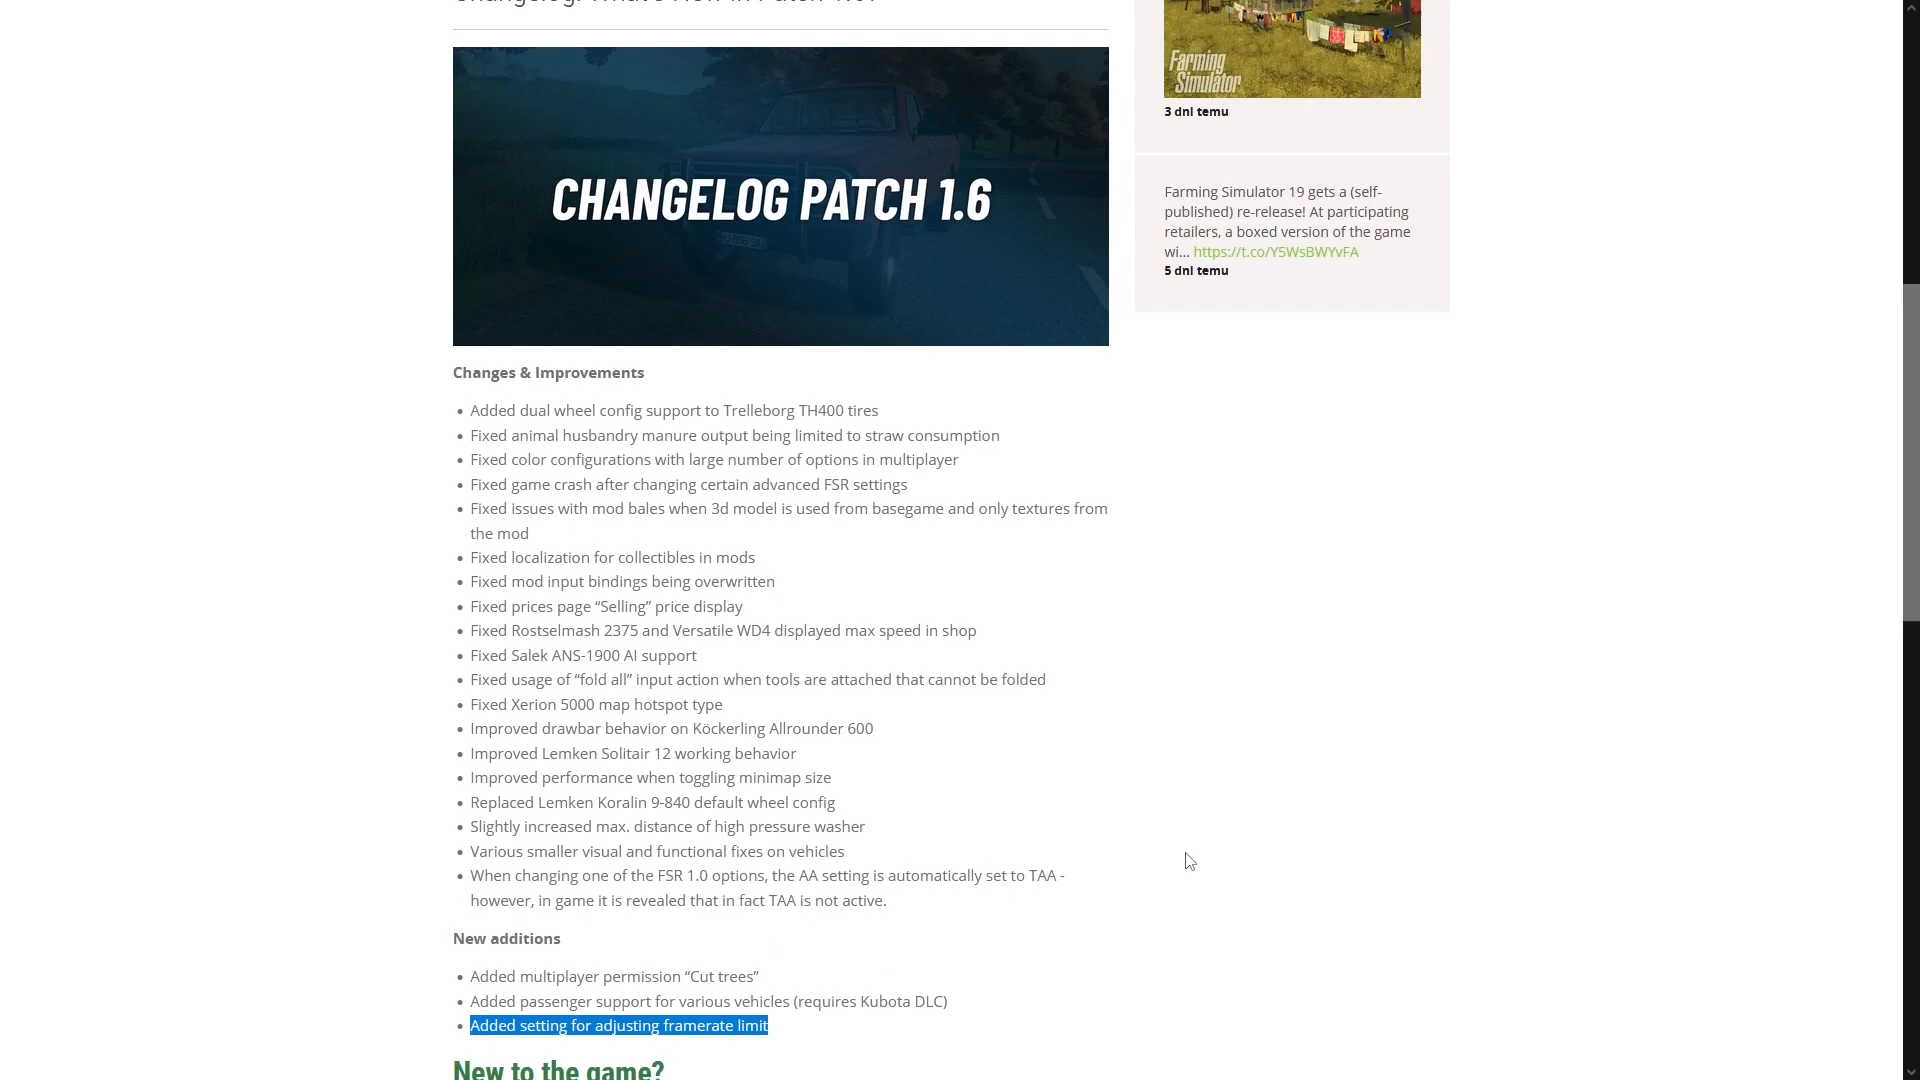 CHANGELOG PATCH 1.6
Changes & Improvements
Added dual wheel config support to Trelleborg TH400 tires
Fixed animal husbandry manure output being limited to straw consumption
Fixed color configurations with large number of options in multiplayer
Fixed game crash after changing certain advanced FSR settings
Fixed issues with mod bales when 3d model is used from basegame and only textures from
the mod
Fixed localization for collectibles in mods
Fixed mod input bindings being overwritten
Fixed prices page “Selling” price display
Fixed Rostselmash 2375 and Versatile WD4 displayed max speed in shop
Fixed Salek ANS-1900 AI support
Fixed usage of “fold all” input action when tools are attached that cannot be folded
Fixed Xerion 5000 map hotspot type
Improved drawbar behavior on Köckerling Allrounder 600
Improved Lemken Solitair 12 working behavior
Improved performance when toggling minimap size
Replaced Lemken Koralin 9-840 default wheel config
Slightly increased max. distance of high pressure washer
Various smaller visual and functional fixes on vehicles
When changing one of the FSR 1.0 options, the AA setting is automatically set to TAA -
however, in game it is revealed that in fact TAA is not active.
New additions
Added multiplayer permission “Cut trees”
Added passenger support for various vehicles (requires Kubota DLC)
Added setting for adjusting framerate limit
New to the game?
Farming
Simulator
3 dni temu
Farming Simulator 19 gets a (self-
published) re-release! At participating
retailers, a boxed version of the game
wi... https://t.co/Y5WsBWYvFA
5 dni temu